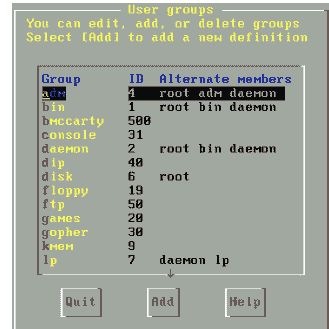 User groups
You can edit, add, or delete groups
Select [Add] to add a new definition
Group ID Alternate members
adm 4 root adm daemon
bin 1 root bin daemon
bmccarty 500
console 31
daemon 2 root bin daemon
dip 40
disk 6 root
floppy 19
ftp 50
games 20
gopher 30
kmem 9
lp 7 daemon lp
Quit Add Help